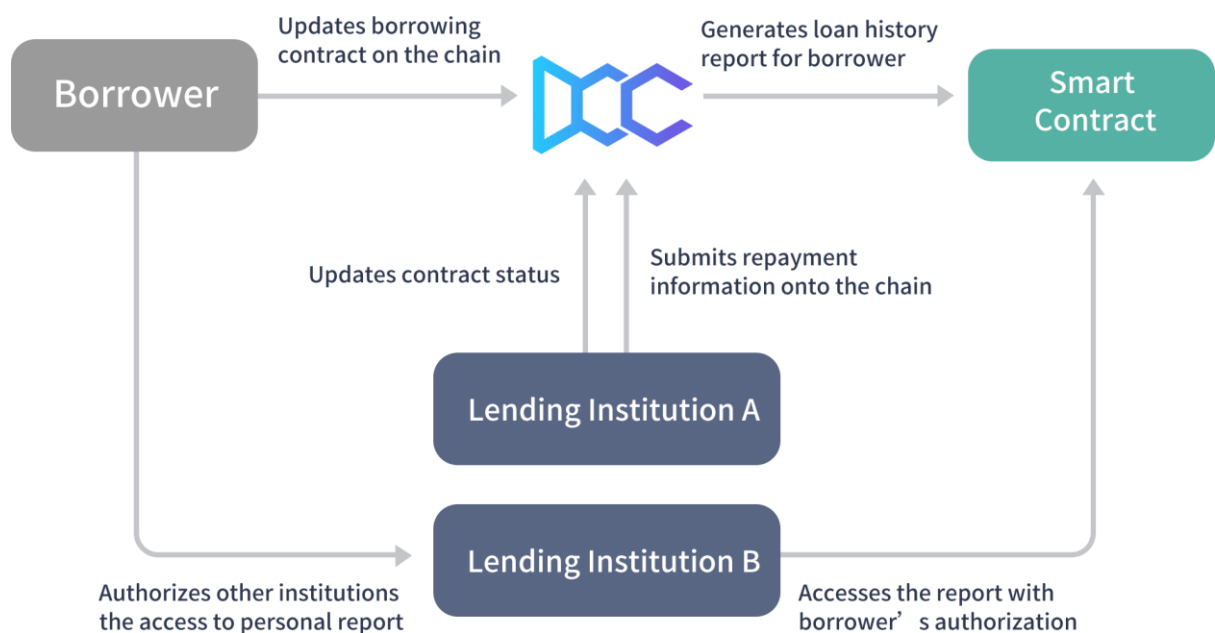 Updates borrowing
contract on the chain
Generates loan history
report for borrower
Borrower
DCC
Smart
Contract
Updates contract status
Submits repayment
information onto the chain
Lending Institution A
Lending Institution B
Authorizes other institutions
the access to personal report
Accesses the report with
borrower’s authorization